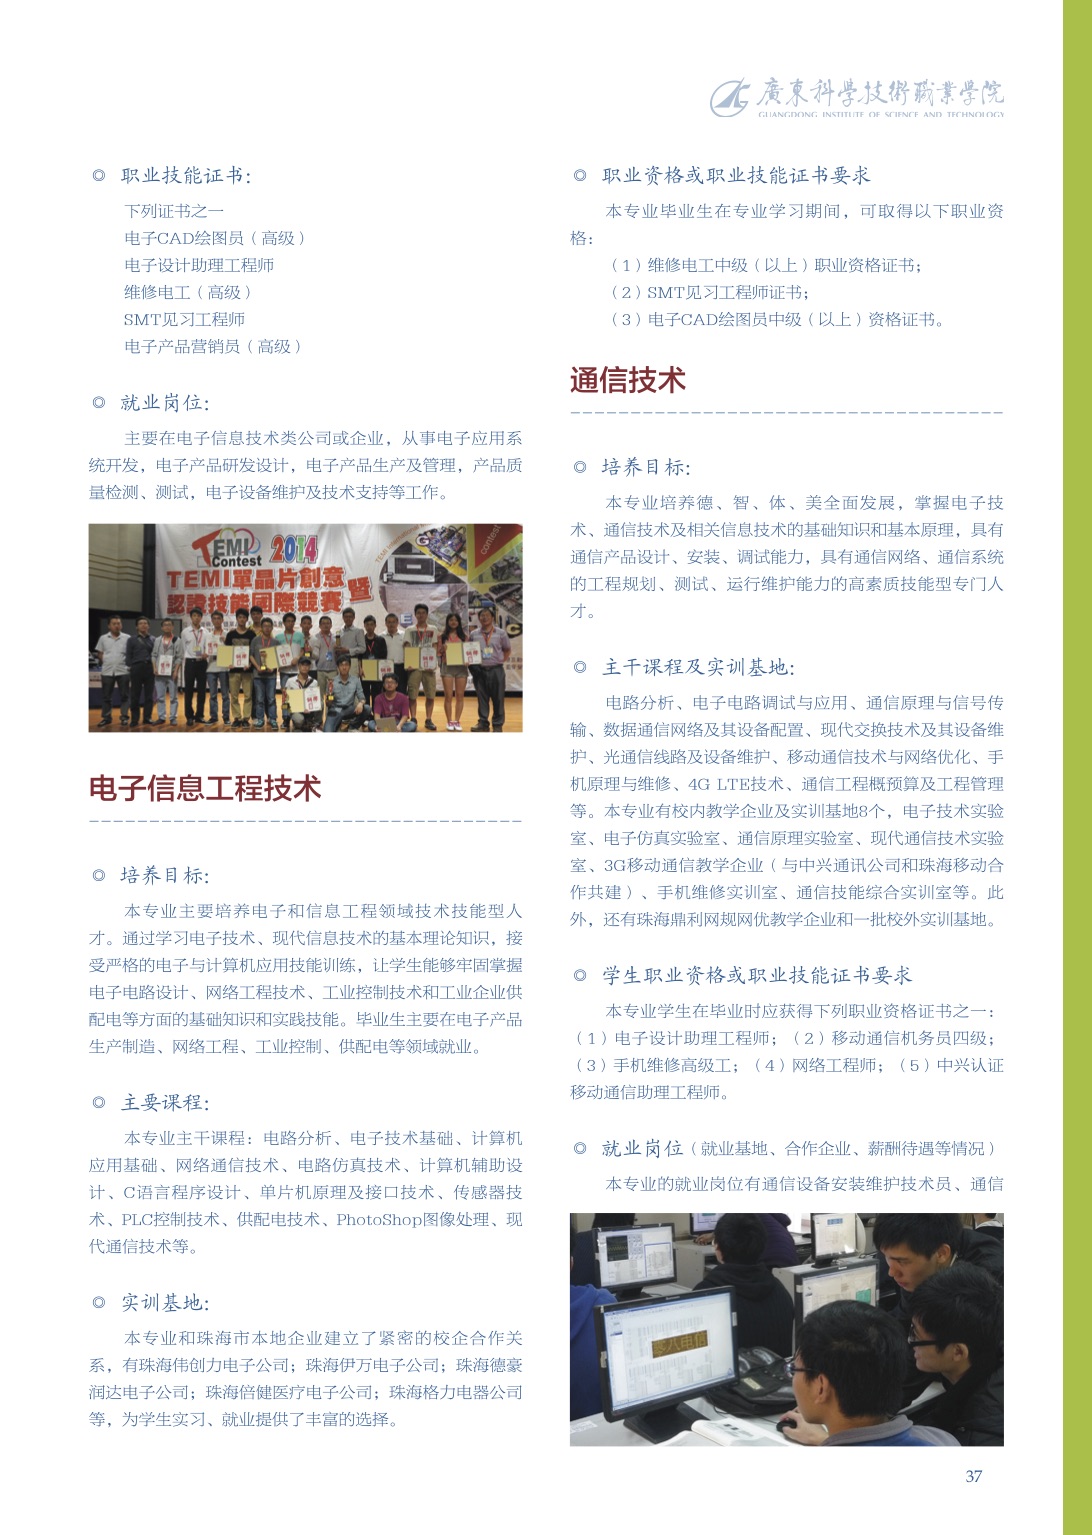 廣東科学技術職業學院
GUANGDONG INSTITUTE OF SCIENCE AND TECHNOLOGY
◎ 职业技能证书：
下列证书之一
电子CAD绘图员（高级）
电子设计助理工程师
维修电工（高级）
SMT见习工程师
电子产品营销员（高级）
◎ 就业岗位：
主要在电子信息技术类公司或企业，从事电子应用系
统开发，电子产品研发设计，电子产品生产及管理，产品质
量检测、测试，电子设备维护及技术支持等工作。
TEMI 2014
Contest
TEMI單晶片創意
認證技能國際競賽 暨
contest
电子信息工程技术
◎ 培养目标：
本专业主要培养电子和信息工程领域技术技能型人
才。通过学习电子技术、现代信息技术的基本理论知识，接
受严格的电子与计算机应用技能训练，让学生能够牢固掌握
电子电路设计、网络工程技术、工业控制技术和工业企业供
配电等方面的基础知识和实践技能。毕业生主要在电子产品
生产制造、网络工程、工业控制、供配电等领域就业。
◎ 主要课程：
本专业主干课程：电路分析、电子技术基础、计算机
应用基础、网络通信技术、电路仿真技术、计算机辅助设
计、C语言程序设计、单片机原理及接口技术、传感器技
术、PLC控制技术、供配电技术、PhotoShop图像处理、现
代通信技术等。
◎ 实训基地：
本专业和珠海市本地企业建立了紧密的校企合作关
系，有珠海伟创力电子公司；珠海伊万电子公司；珠海德豪
润达电子公司；珠海倍健医疗电子公司；珠海格力电器公司
等，为学生实习、就业提供了丰富的选择。
◎ 职业资格或职业技能证书要求
本专业毕业生在专业学习期间，可取得以下职业资
格：
（1）维修电工中级（以上）职业资格证书；
（2）SMT见习工程师证书；
（3）电子CAD绘图员中级（以上）资格证书。
通信技术
◎ 培养目标：
本专业培养德、智、体、美全面发展，掌握电子技
术、通信技术及相关信息技术的基础知识和基本原理，具有
通信产品设计、安装、调试能力，具有通信网络、通信系统
的工程规划、测试、运行维护能力的高素质技能型专门人
才。
◎ 主干课程及实训基地：
电路分析、电子电路调试与应用、通信原理与信号传
输、数据通信网络及其设备配置、现代交换技术及其设备维
护、光通信线路及设备维护、移动通信技术与网络优化、手
机原理与维修、4G LTE技术、通信工程概预算及工程管理
等。本专业有校内教学企业及实训基地8个，电子技术实验
室、电子仿真实验室、通信原理实验室、现代通信技术实验
室、3G移动通信教学企业（与中兴通讯公司和珠海移动合
作共建）、手机维修实训室、通信技能综合实训室等。此
外，还有珠海鼎利网规网优教学企业和一批校外实训基地。
◎ 学生职业资格或职业技能证书要求
本专业学生在毕业时应获得下列职业资格证书之一：
（1）电子设计助理工程师；（2）移动通信机务员四级；
（3）手机维修高级工；（4）网络工程师；（5）中兴认证
移动通信助理工程师。
◎ 就业岗位（就业基地、合作企业、薪酬待遇等情况）
本专业的就业岗位有通信设备安装维护技术员、通信
37